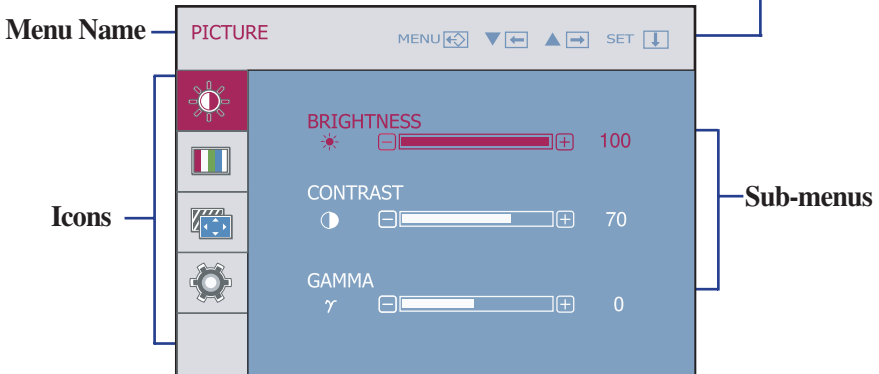 Menu Name
PICTURE
MENU ▼ ▲ SET
BRIGHTNESS
100
CONTRAST
70
Icons
Sub-menus
GAMMA
γ 0